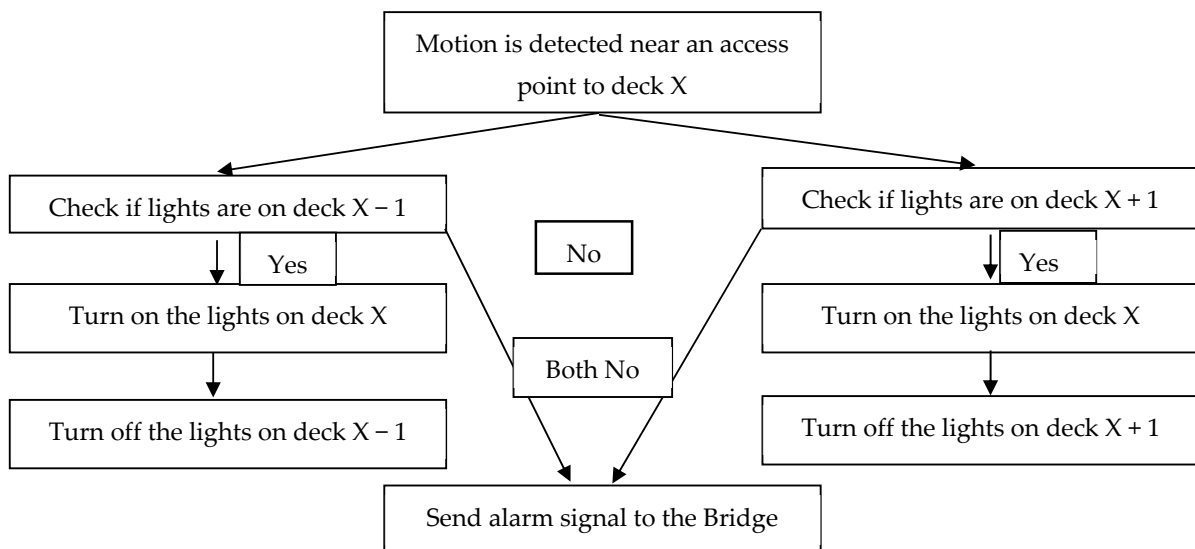 Motion is detected near an access
point to deck X
Check if lights are on deck X − 1
Check if lights are on deck X + 1
No
Yes
Yes
Turn on the lights on deck X
Turn on the lights on deck X
Both No
Turn off the lights on deck X − 1
Turn off the lights on deck X + 1
Send alarm signal to the Bridge